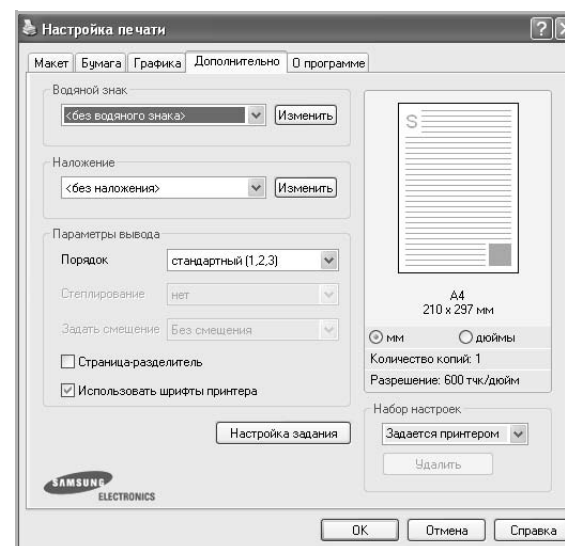 Настройка печати
Макет Бумага Графика Дополнительно О программе
Водяной знак
<без водяного знака> Изменить
Наложение
<без наложения> Изменить
Параметры вывода
Порядок стандартный (1,2,3)
Степлирование нет
Задать смещение Без смещения
Страница-разделитель
Использовать шрифты принтера
Настройка задания
SAMSUNG
ELECTRONICS
S
A4
210 x 297 мм
мм дюймы
Количество копий: 1
Разрешение: 600 тчк/дюйм
Набор настроек
Задается принтером
Удалить
OK Отмена Справка